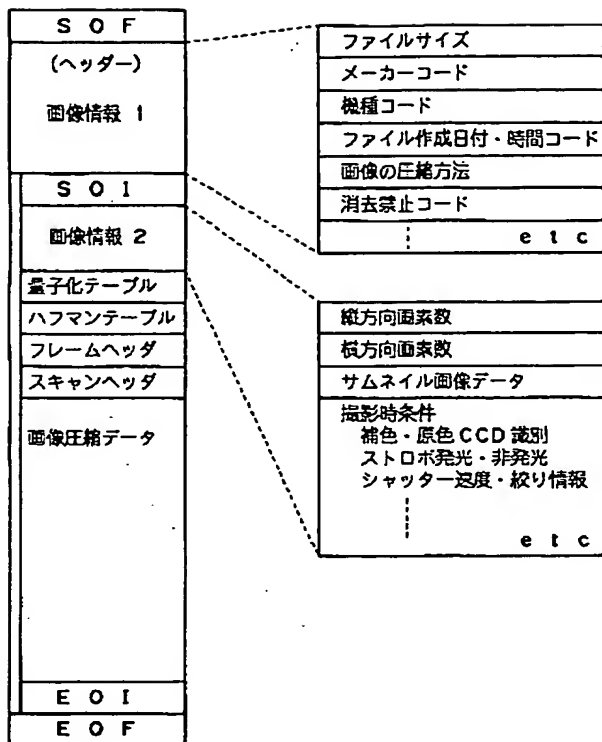 SOF
(ヘッダー)
画像情報 1
SOI
画像情報 2
量子化テーブル
ハフマンテーブル
フレームヘッダ
スキャンヘッダ
画像圧縮データ
EOI
EOF
ファイルサイズ
メーカーコード
機種コード
ファイル作成日付・時間コード
画像の圧縮方法
消去禁止コード
etc
縦方向画素数
横方向画素数
サムネイル画像データ
撮影時条件
補色・原色CCD識別
ストロボ発光・非発光
シャッター速度・絞り情報
etc